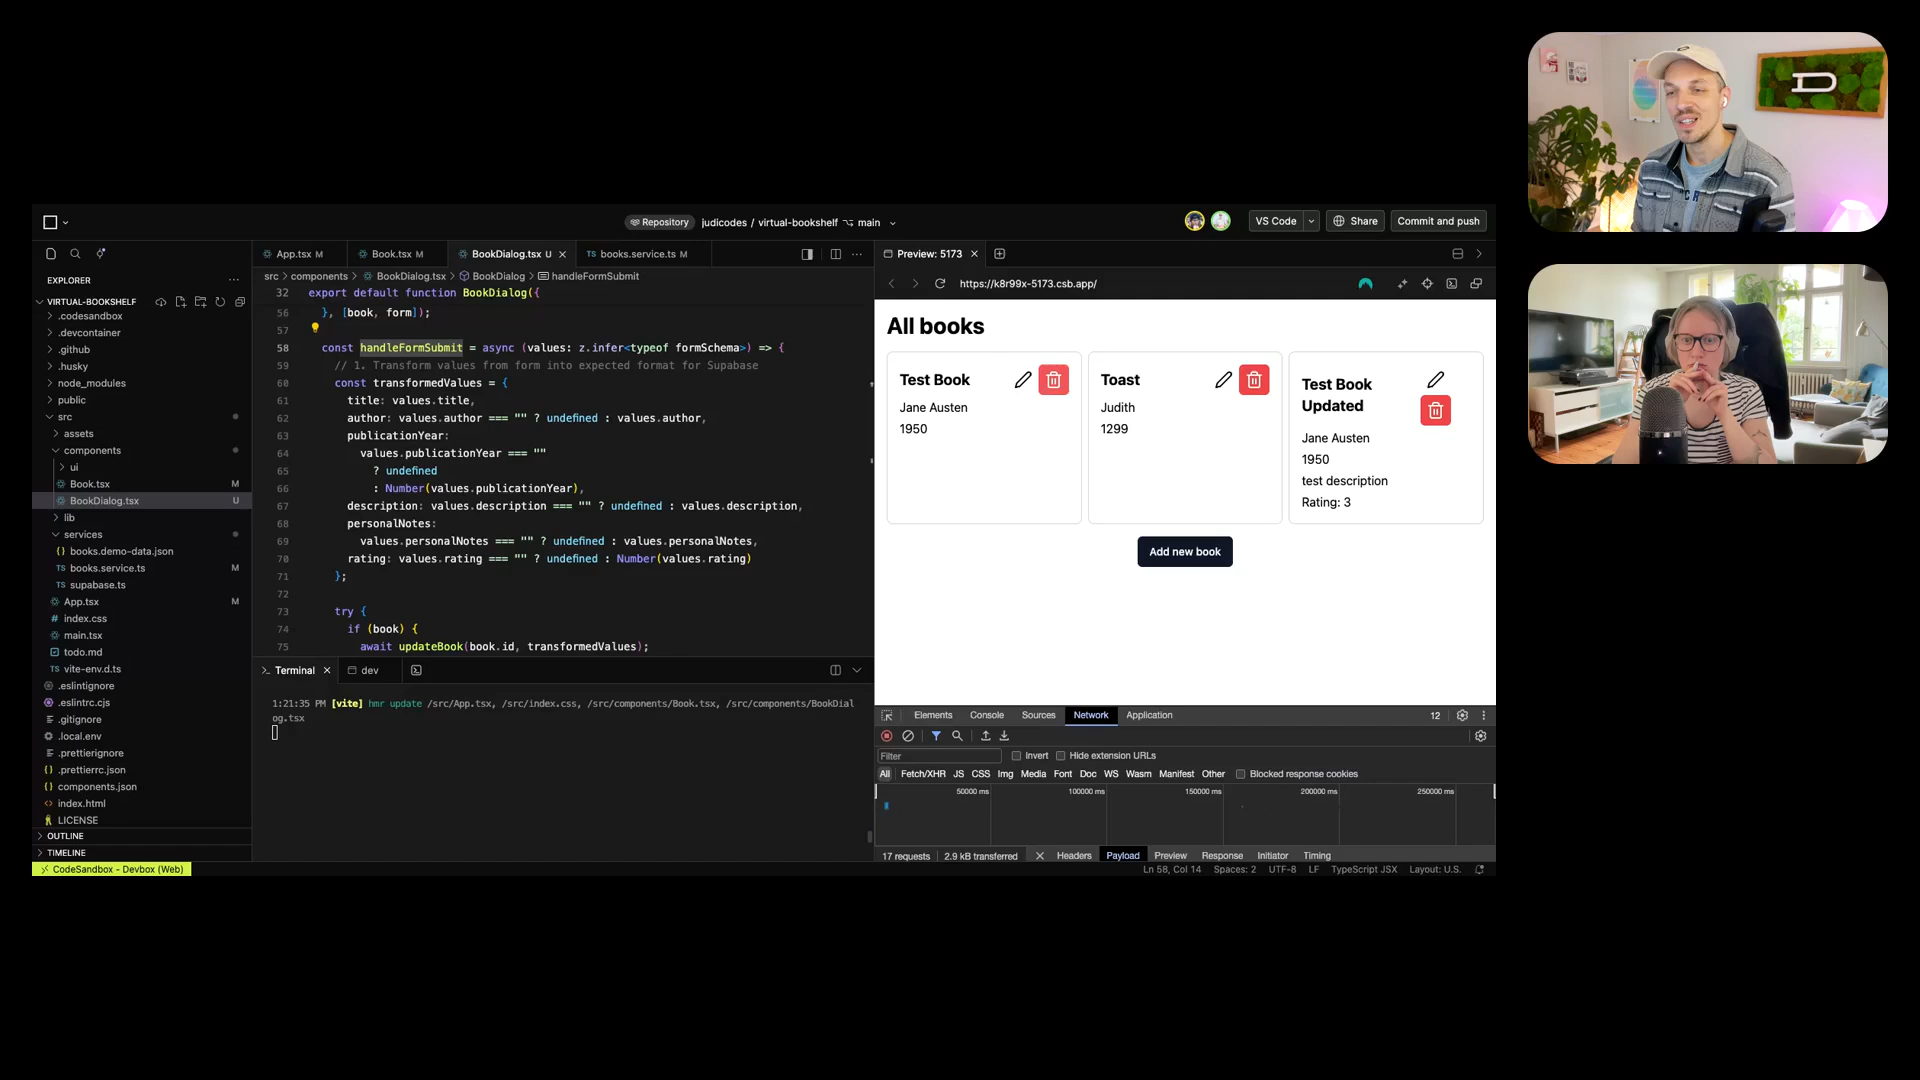 Repository
judicodes / virtual-bookshelf main
VS Code
Share
Commit and push
EXPLORER
VIRTUAL-BOOKSHELF
.codesandbox
.devcontainer
.github
.husky
node_modules
public
src
assets
components
ui
Book.tsx M
BookDialog.tsx U
lib
services
books.demo-data.json
TS books.service.ts M
TS supabase.ts
App.tsx M
# index.css
main.tsx
todo.md
TS vite-env.d.ts
.eslintignore
.eslintrc.cjs
.gitignore
.local.env
.prettierignore
{} .prettierrc.json
{} components.json
<> index.html
LICENSE
OUTLINE
TIMELINE
CodeSandbox - Devbox (Web)
App.tsx M
Book.tsx M
BookDialog.tsx U
TS books.service.ts M
src > components > BookDialog.tsx > BookDialog > handleFormSubmit
32 export default function BookDialog({
56 }, [book, form]);
57
58 const handleFormSubmit = async (values: z.infer<typeof formSchema>) => {
59 // 1. Transform values from form into expected format for Supabase
60 const transformedValues = {
61 title: values.title,
62 author: values.author === "" ? undefined : values.author,
63 publicationYear:
64 values.publicationYear === ""
65 ? undefined
66 : Number(values.publicationYear),
67 description: values.description === "" ? undefined : values.description,
68 personalNotes:
69 values.personalNotes === "" ? undefined : values.personalNotes,
70 rating: values.rating === "" ? undefined : Number(values.rating)
71 };
72
73 try {
74 if (book) {
75 await updateBook(book.id, transformedValues);
Terminal
dev
1:21:35 PM [vite] hmr update /src/App.tsx, /src/index.css, /src/components/Book.tsx, /src/components/BookDial
og.tsx
Preview: 5173
https://k8r99x-5173.csb.app/
All books
Test Book
Jane Austen
1950
Toast
Judith
1299
Test Book
Updated
Jane Austen
1950
test description
Rating: 3
Add new book
Elements Console Sources Network Application 12
Filter Invert Hide extension URLs
All Fetch/XHR JS CSS Img Media Font Doc WS Wasm Manifest Other Blocked response cookies
50000 ms 100000 ms 150000 ms 200000 ms 250000 ms
17 requests 2.9 kB transferred Headers Payload Preview Response Initiator Timing
Ln 58, Col 14 Spaces: 2 UTF-8 LF TypeScript JSX Layout: U.S.
D